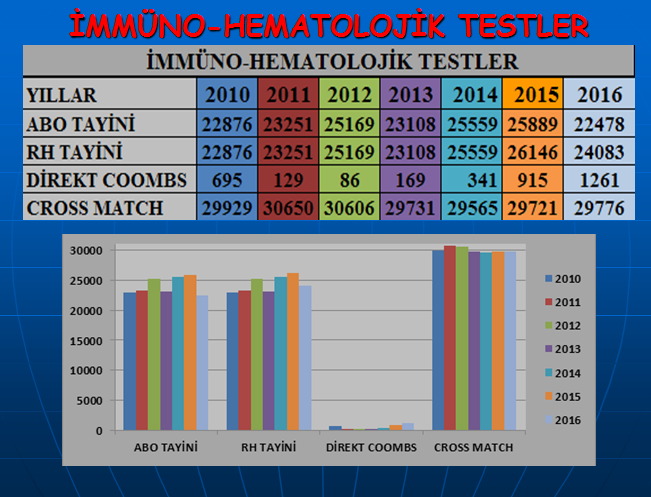 İMMÜNO-HEMATOLOJİK TESTLER
İMMÜNO-HEMATOLOJİK TESTLER
YILLAR 2010 2011 2012 2013 2014 2015 2016
ABO TAYİNİ 22876 23251 25169 23108 25559 25889 22478
RH TAYİNİ 22876 23251 25169 23108 25559 26146 24083
DİREKT COOMBS 695 129 86 169 341 915 1261
CROSS MATCH 29929 30650 30606 29731 29565 29721 29776
30000
25000
20000
15000
10000
5000
0
ABO TAYİNİ RH TAYİNİ DİREKT COOMBS CROSS MATCH
2010
2011
2012
2013
2014
2015
2016